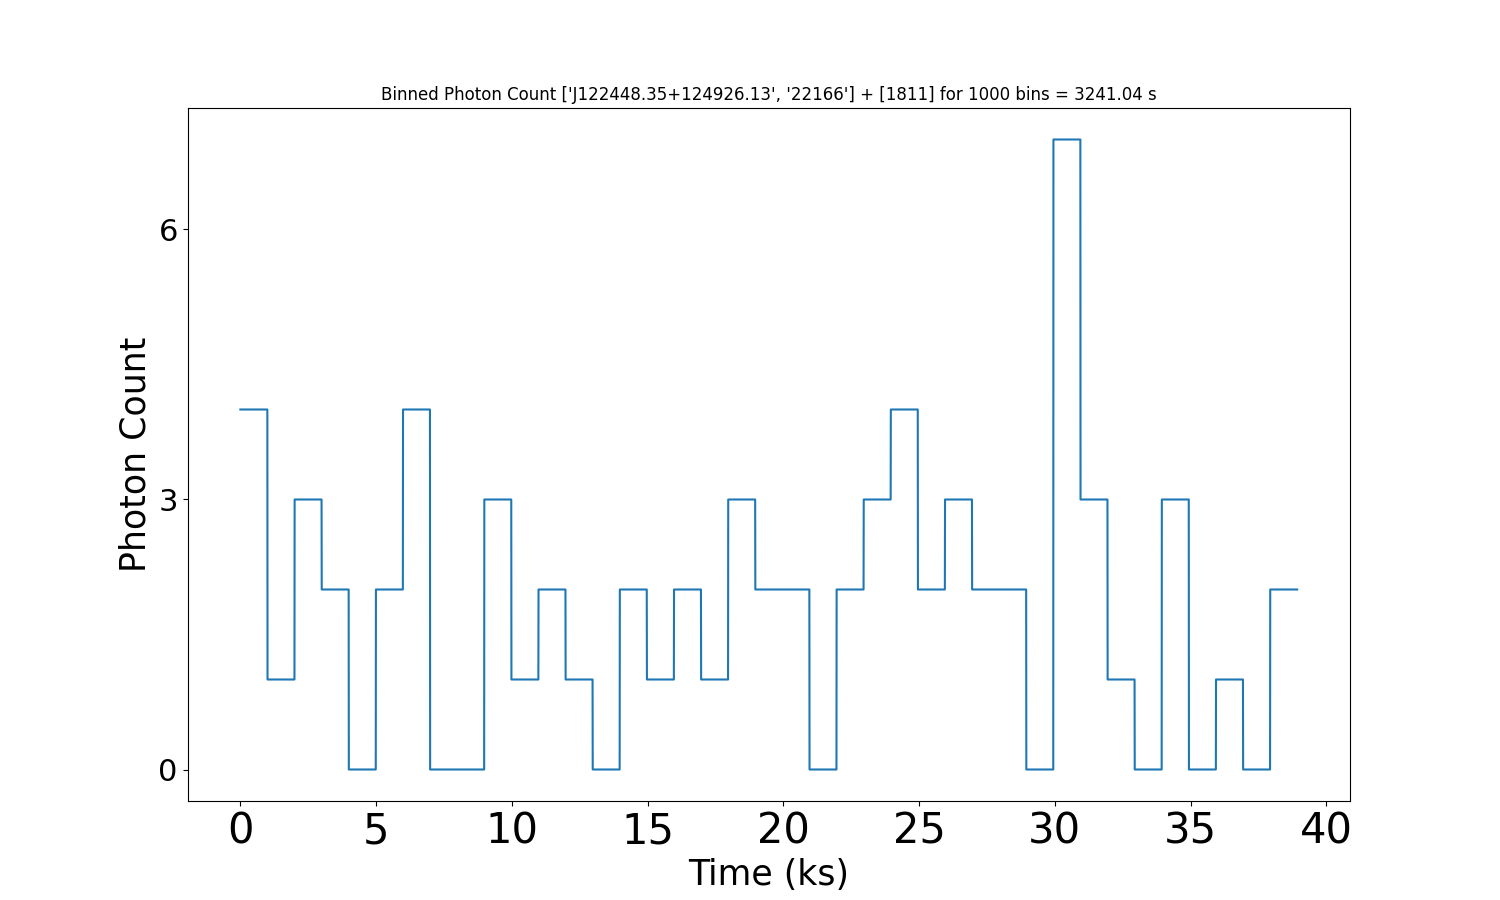 Binned Photon Count ['J122448.35+124926.13', '22166'] + [1811] for 1000 bins = 3241.04 s
Photon Count
6
3
0
0 5 10 15 20 25 30 35 40
Time (ks)